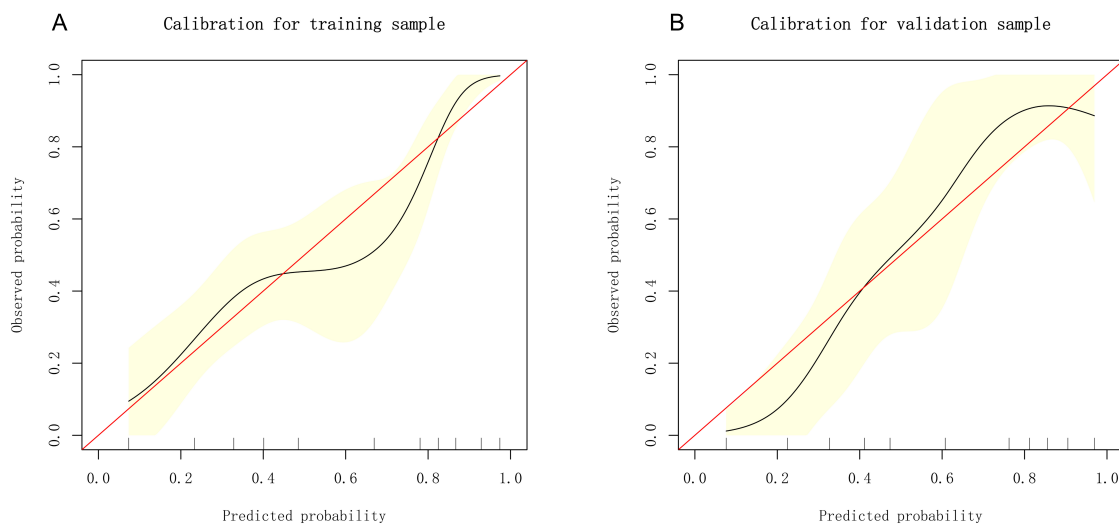 A
Calibration for training sample
Observed probability
1.0
0.8
0.6
0.4
0.2
0.0
0.0 0.2 0.4 0.6 0.8 1.0
Predicted probability
B
Calibration for validation sample
Observed probability
1.0
0.8
0.6
0.4
0.2
0.0
0.0 0.2 0.4 0.6 0.8 1.0
Predicted probability